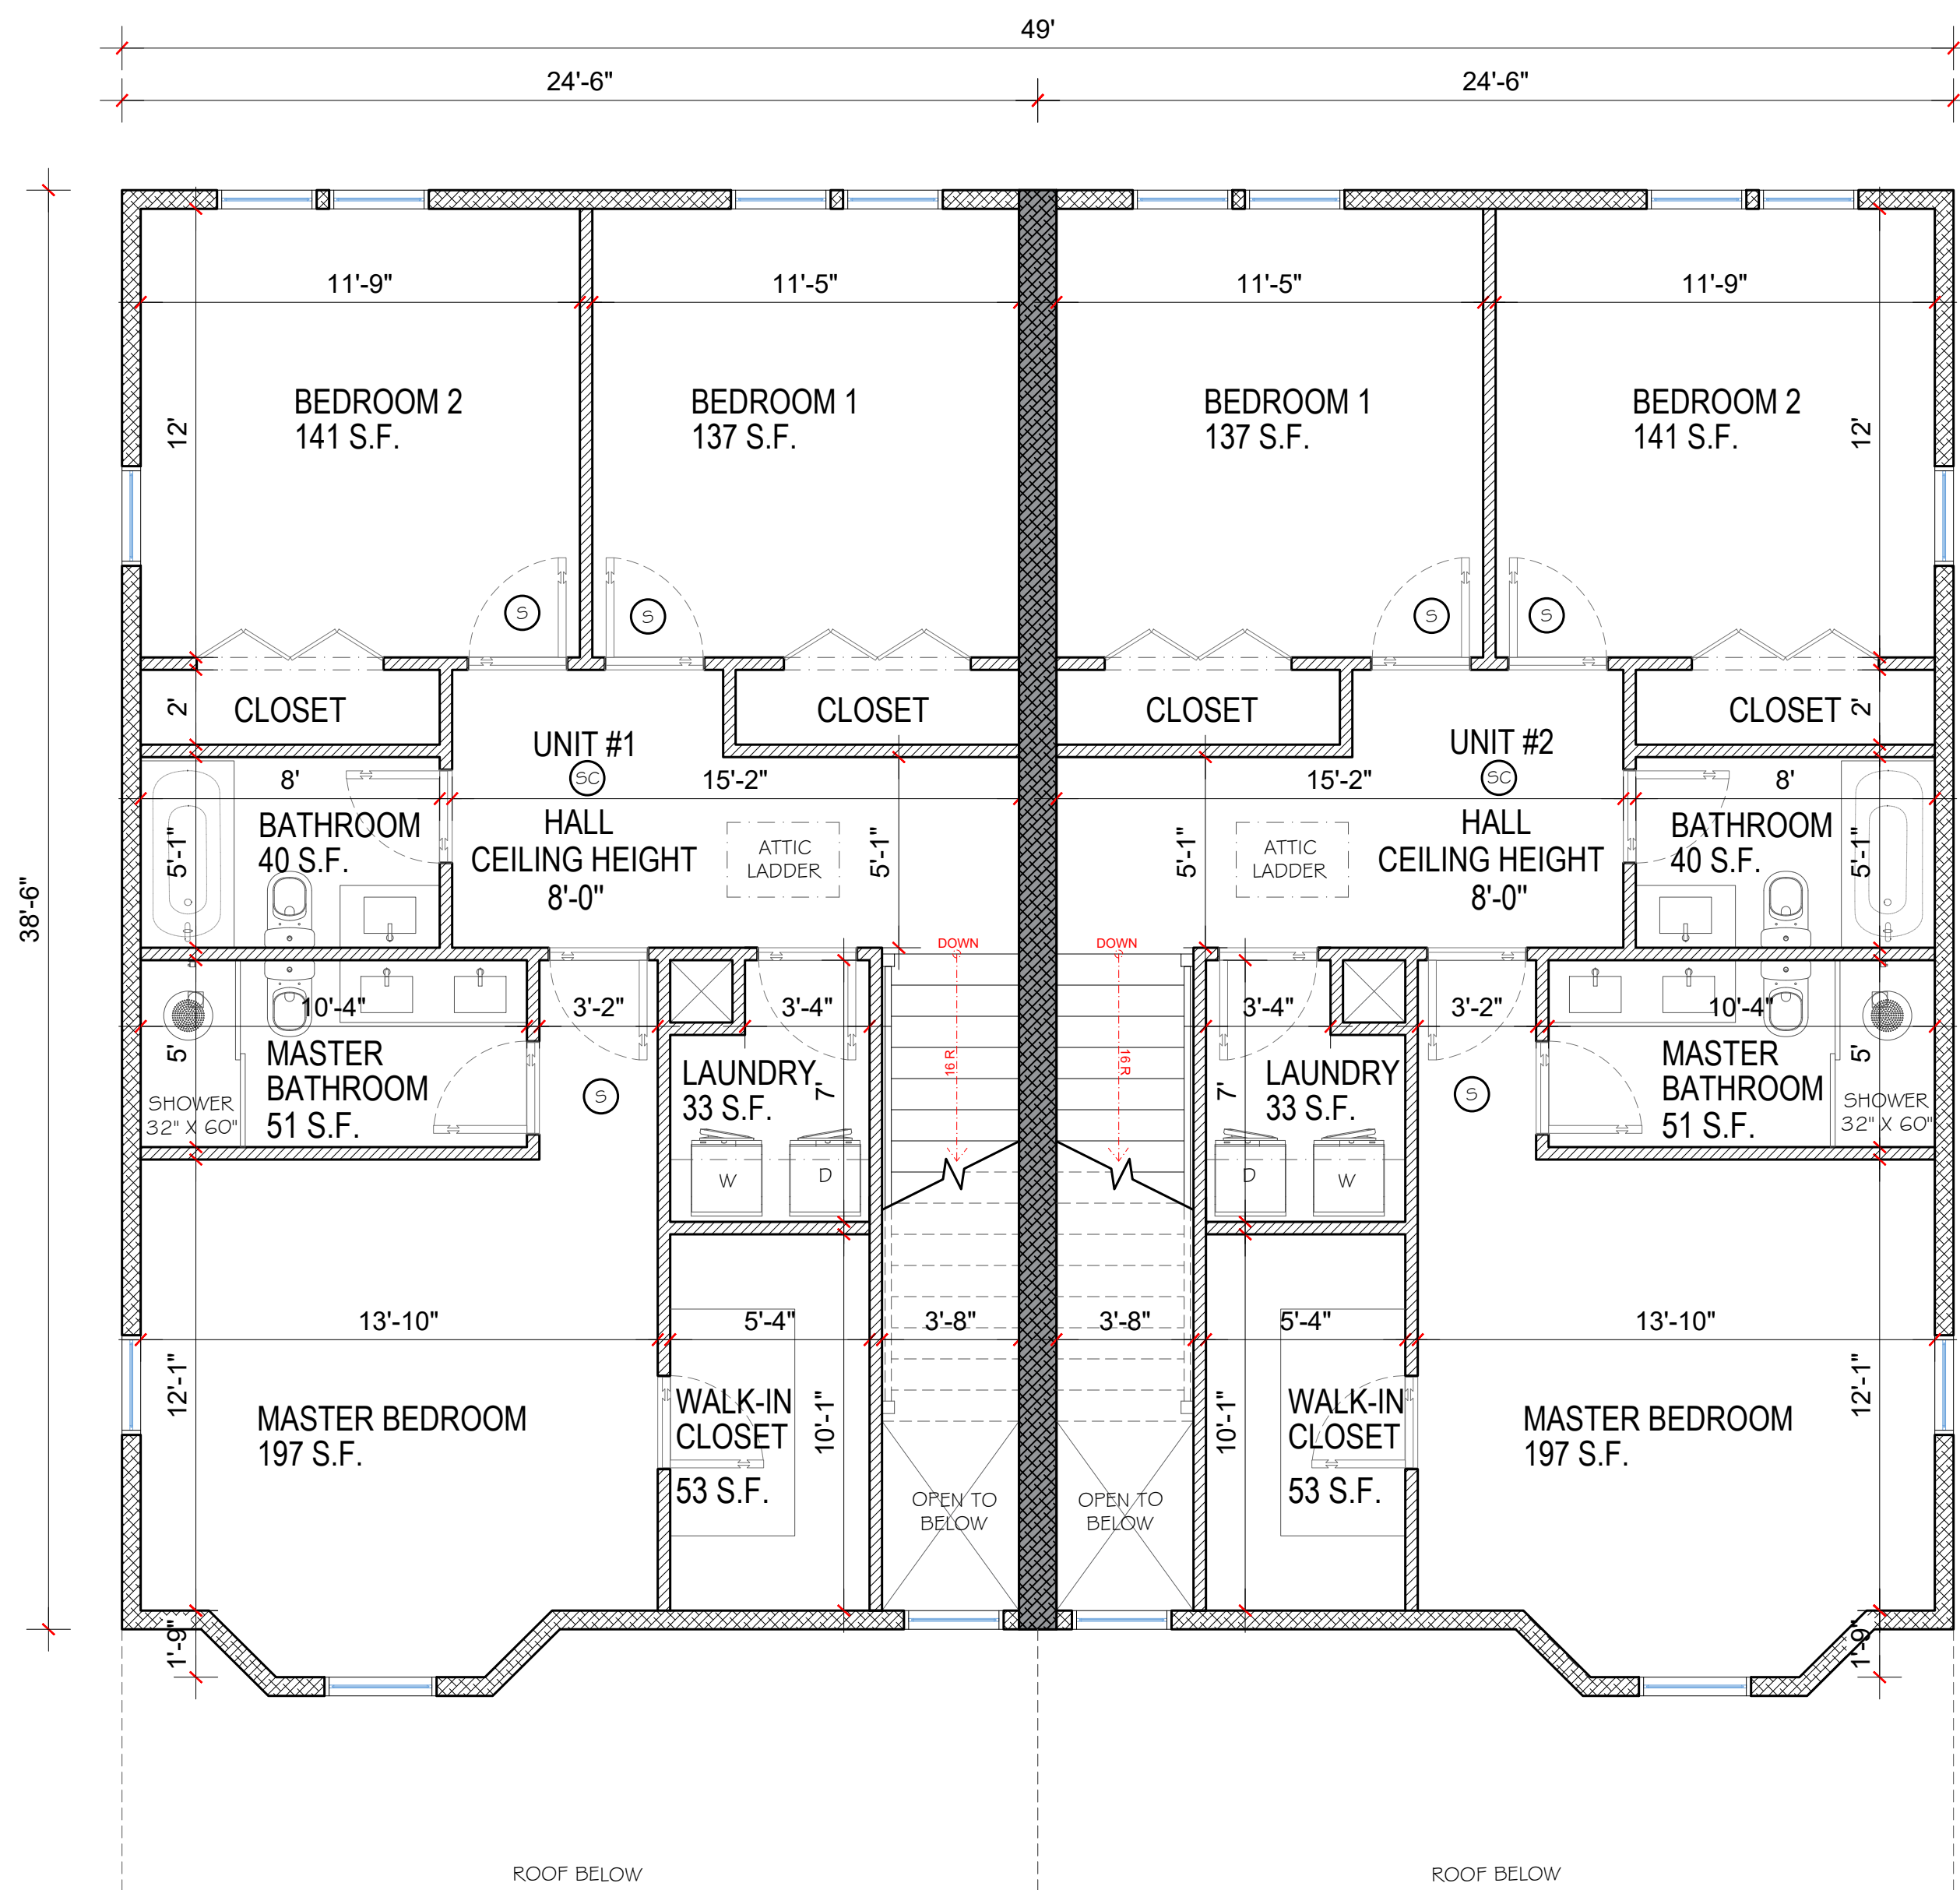 49'
24'-6"
24'-6"
38'-6"
11'-9"
11'-5"
11'-5"
11'-9"
BEDROOM 2
141 S.F.
BEDROOM 1
137 S.F.
BEDROOM 1
137 S.F.
BEDROOM 2
141 S.F.
12'
12'
S
S
S
S
2'
CLOSET
CLOSET
CLOSET
CLOSET
2'
UNIT #1
SC
UNIT #2
SC
8'
15'-2"
15'-2"
8'
BATHROOM
40 S.F.
5'-1"
HALL
CEILING HEIGHT
8'-0"
ATTIC
LADDER
5'-1"
5'-1"
ATTIC
LADDER
HALL
CEILING HEIGHT
8'-0"
BATHROOM
40 S.F.
5'-1"
DOWN
DOWN
10'-4"
3'-2"
3'-4"
3'-4"
3'-2"
10'-4"
5'
MASTER
BATHROOM
51 S.F.
SHOWER
32" X 60"
S
LAUNDRY
33 S.F.
7'
16 R
16 R
7'
LAUNDRY
33 S.F.
S
MASTER
BATHROOM
51 S.F.
5'
SHOWER
32" X 60"
W
D
D
W
13'-10"
5'-4"
3'-8"
3'-8"
5'-4"
13'-10"
12'-1"
MASTER BEDROOM
197 S.F.
WALK-IN
CLOSET
53 S.F.
10'-1"
OPEN TO
BELOW
OPEN TO
BELOW
10'-1"
WALK-IN
CLOSET
53 S.F.
MASTER BEDROOM
197 S.F.
12'-1"
1'-9"
1'-9"
ROOF BELOW
ROOF BELOW